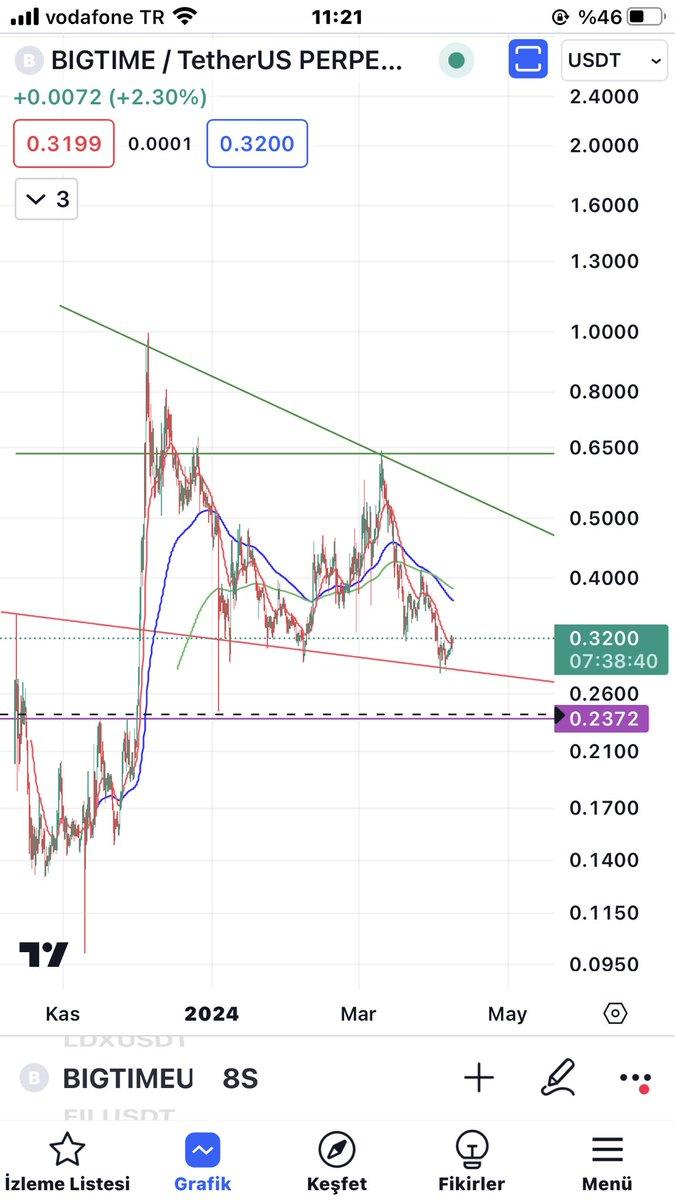 vodafone TR 11:21 %46
B BIGTIME / TetherUS PERPE... USDT
+0.0072 (+2.30%)
0.3199 0.0001 0.3200
3
2.4000
2.0000
1.6000
1.3000
1.0000
0.8000
0.6500
0.5000
0.4000
0.3200
07:38:40
0.2600
0.2372
0.2100
0.1700
0.1400
0.1150
0.0950
Kas 2024 Mar May
LDXUSDT
B BIGTIMEU 8S
FILUSDT
İzleme Listesi Grafik Keşfet Fikirler Menü